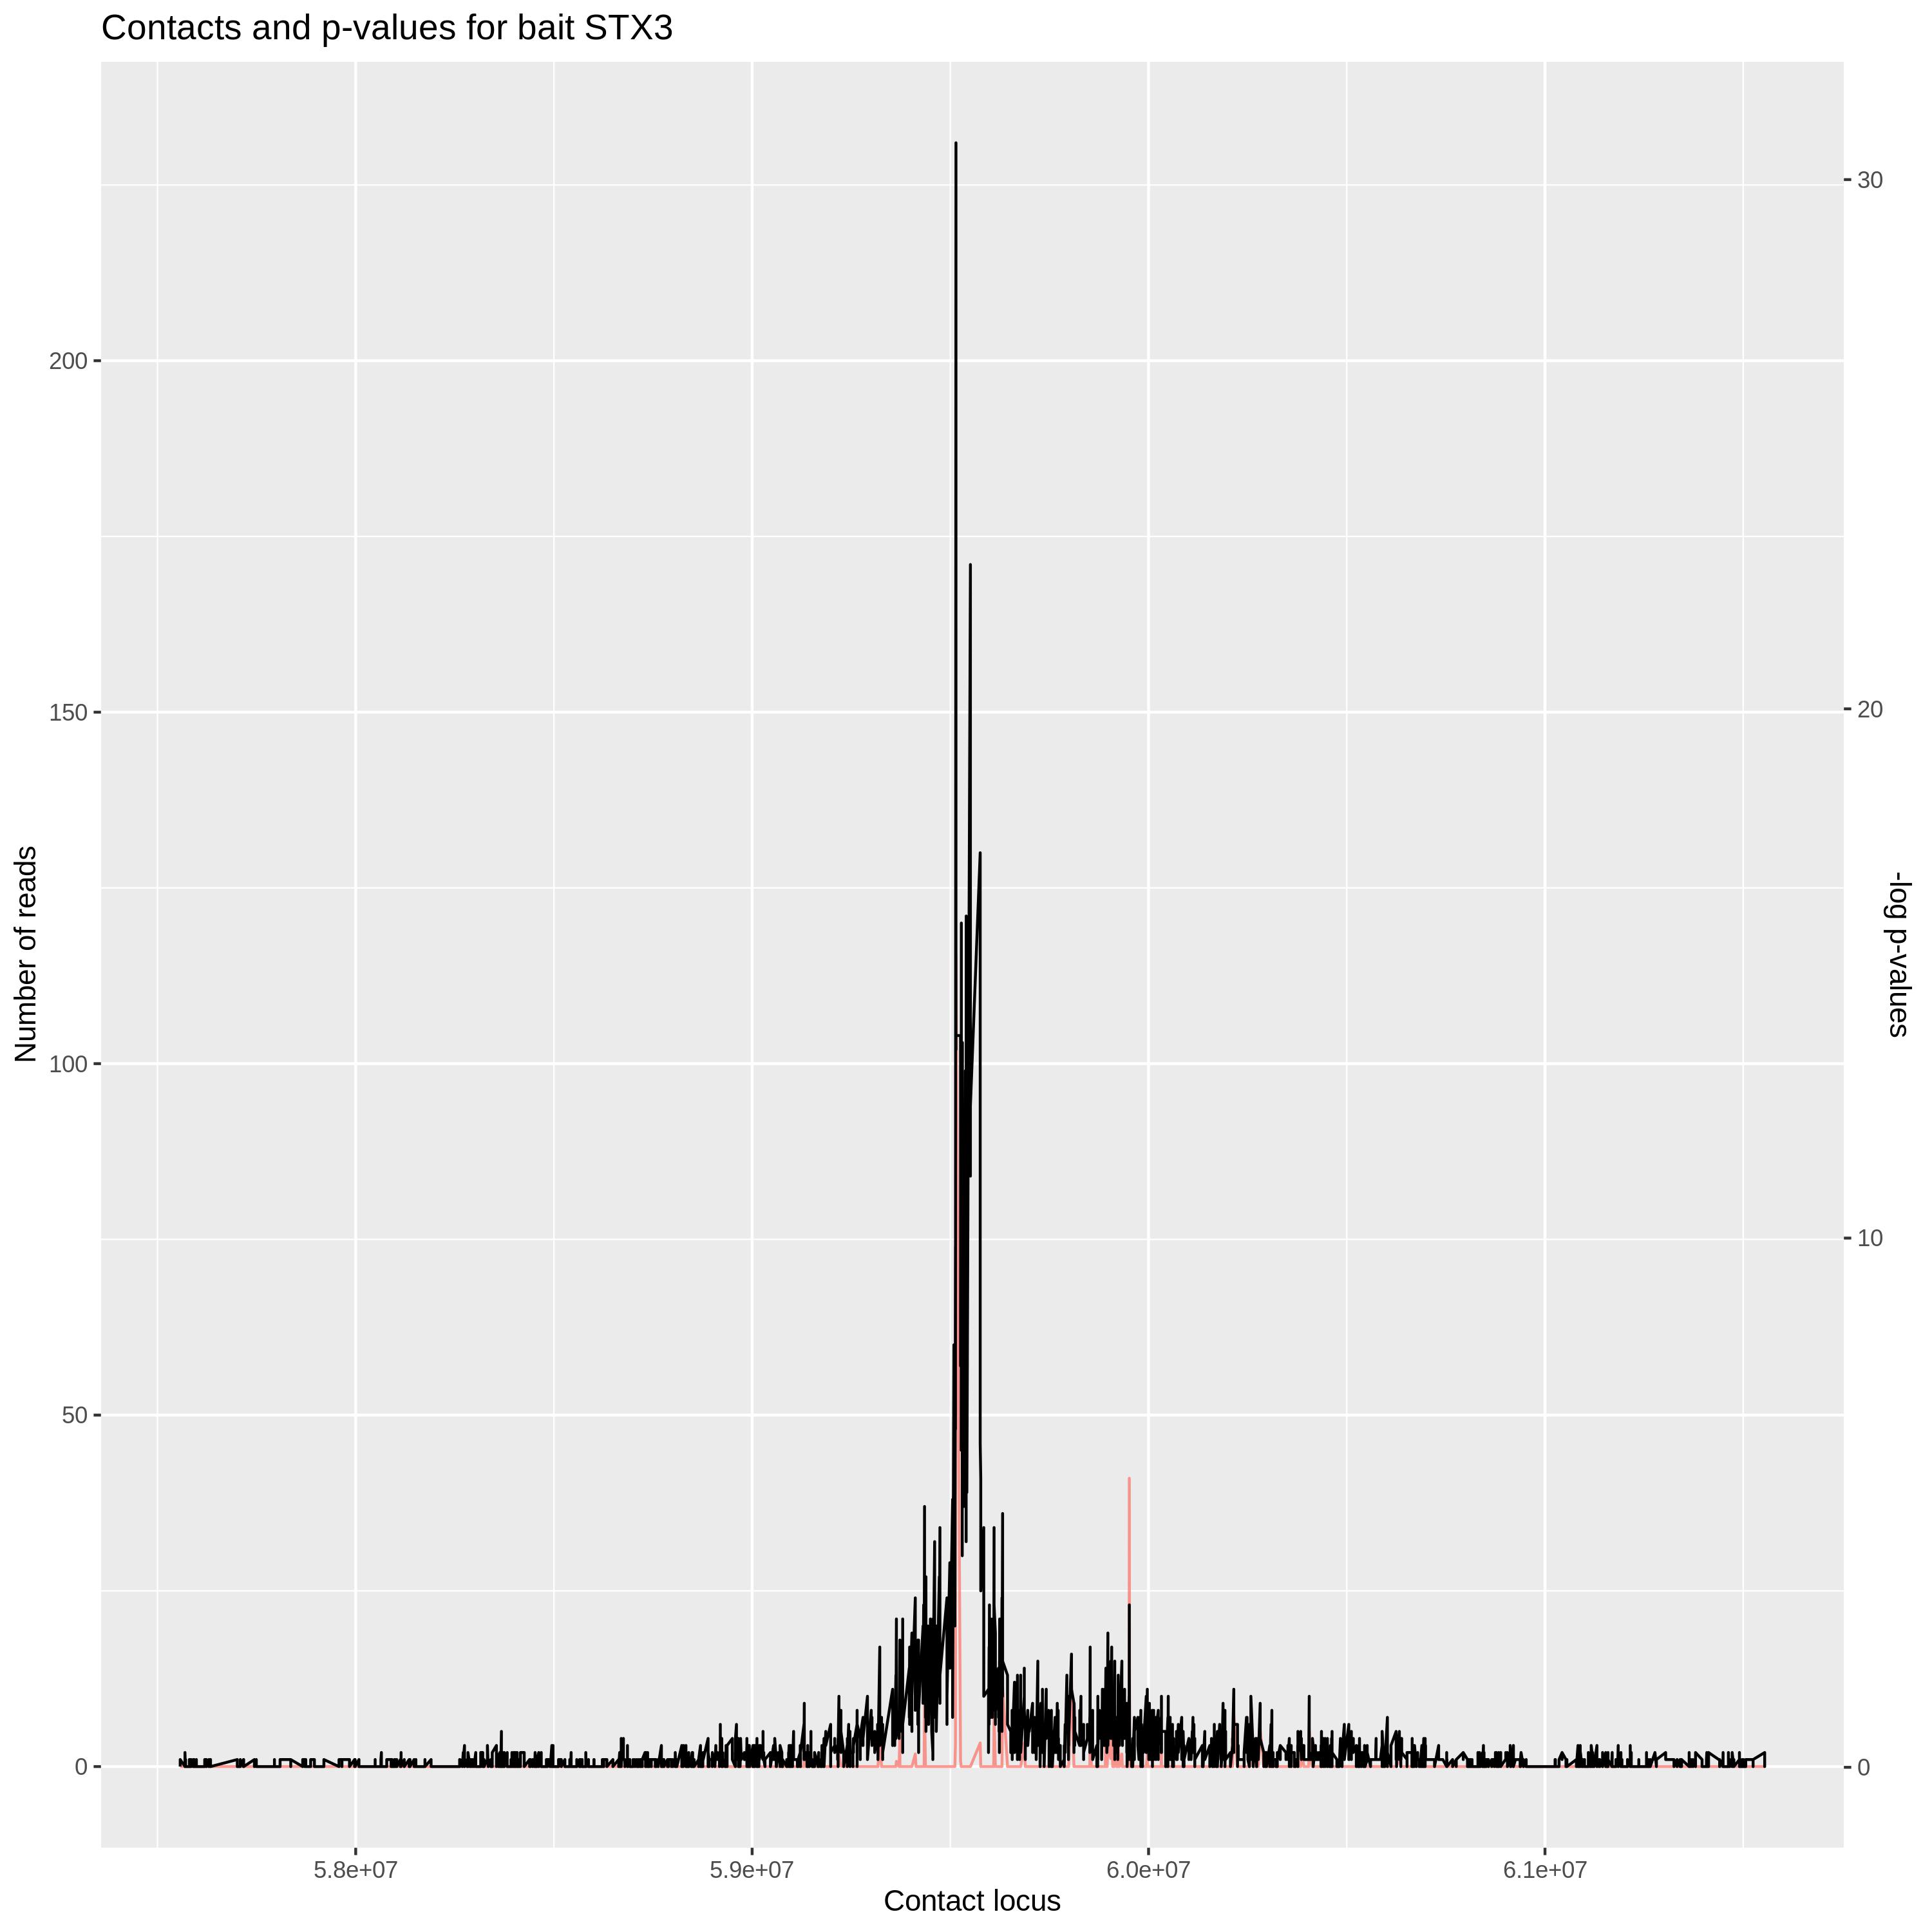 Contacts and p-values for bait STX3
30
200
150
20
Number of reads
-log p-values
100
10
50
0
0
5.8e+07
5.9e+07
6.0e+07
6.1e+07
Contact locus